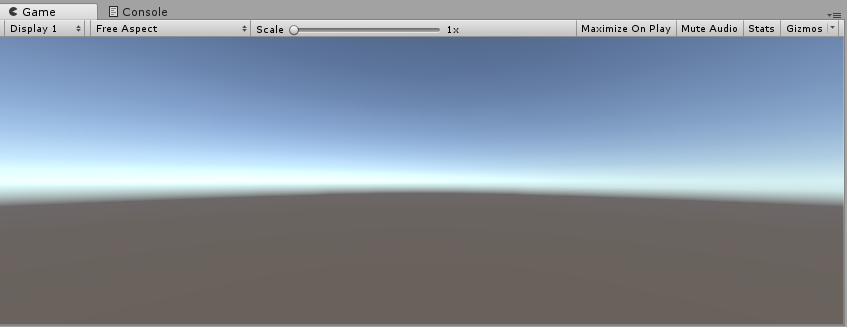 Game Console
Display 1 Free Aspect Scale 1x Maximize On Play Mute Audio Stats Gizmos